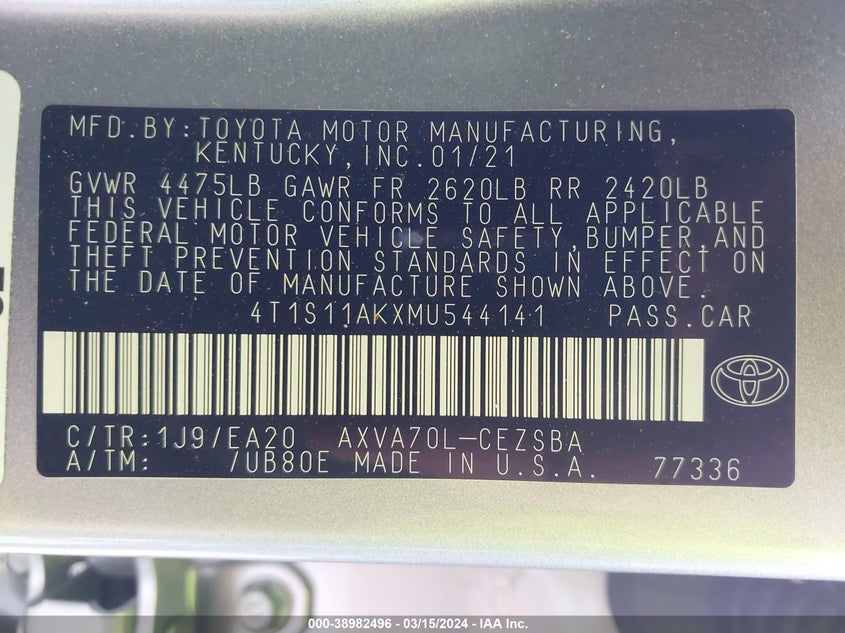 MFD.BY:TOYOTA MOTOR MANUFACTURING,
KENTUCKY,INC.01/21
GVWR 4475LB GAWR FR 2620LB RR 2420LB
THIS VEHICLE CONFORMS TO ALL APPLICABLE
FEDERAL MOTOR VEHICLE SAFETY,BUMPER,AND
THEFT PREVENTION STANDARDS IN EFFECT ON
THE DATE OF MANUFACTURE SHOWN ABOVE.
4T1S11AKXMU544141 PASS.CAR
C/TR:1J9/EA20 AXVA70L-CEZSBA
A/TM: /UB80E MADE IN U.S.A. 77336
000-38982496 - 03/15/2024 - IAA Inc.